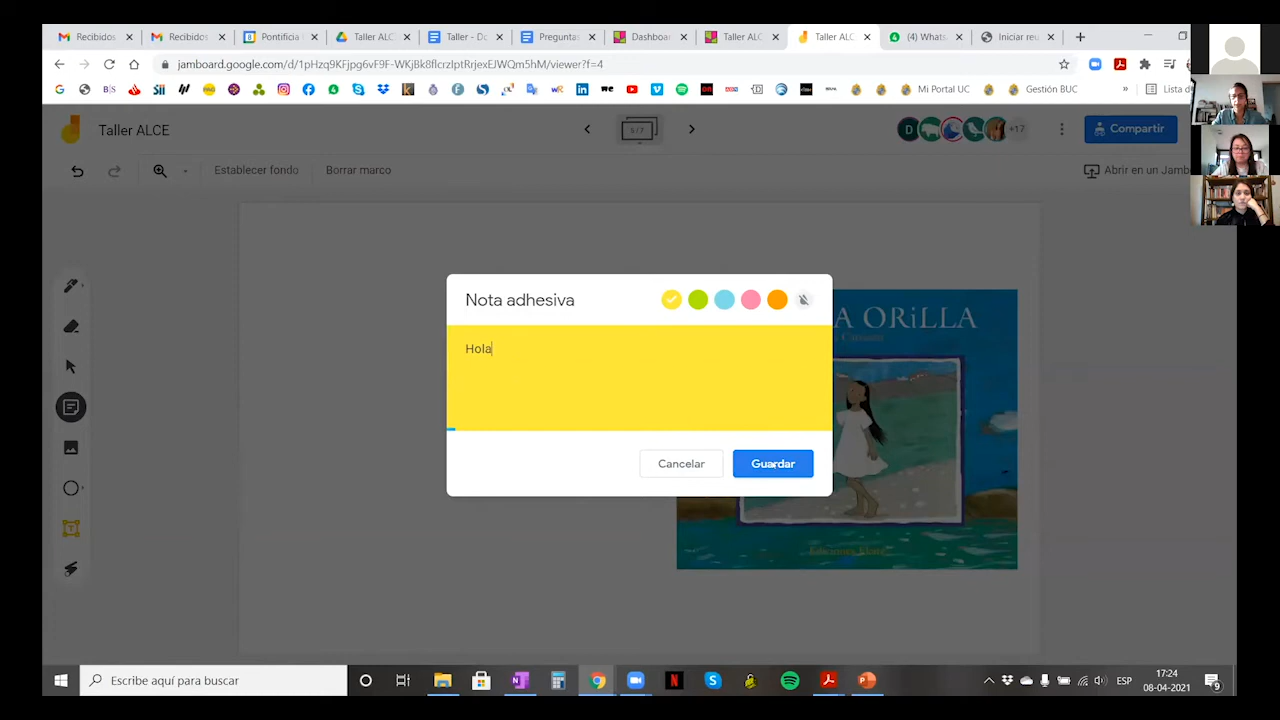 Recibidos
Recibidos
Pontificia
Taller ALC
Taller - Do
Pregunta
Dashboar
Taller ALC
Taller ALC
(4) Whats
Iniciar reu
jamboard.google.com/d/1pHzq9KFjpg6vF9F-WKjBk8flcrzlptRrjexEJWQm5hM/viewer?f=4
Mi Portal UC
Gestión BUC
»
Lista d
Taller ALCE
5 / 7
+17
Compartir
Establecer fondo
Borrar marco
Abrir en un Jamb
Nota adhesiva
Hola
Cancelar
Guardar
A ORiLLA
Ediciones Ekaré
Escribe aquí para buscar
ESP
17:24
08-04-2021
9